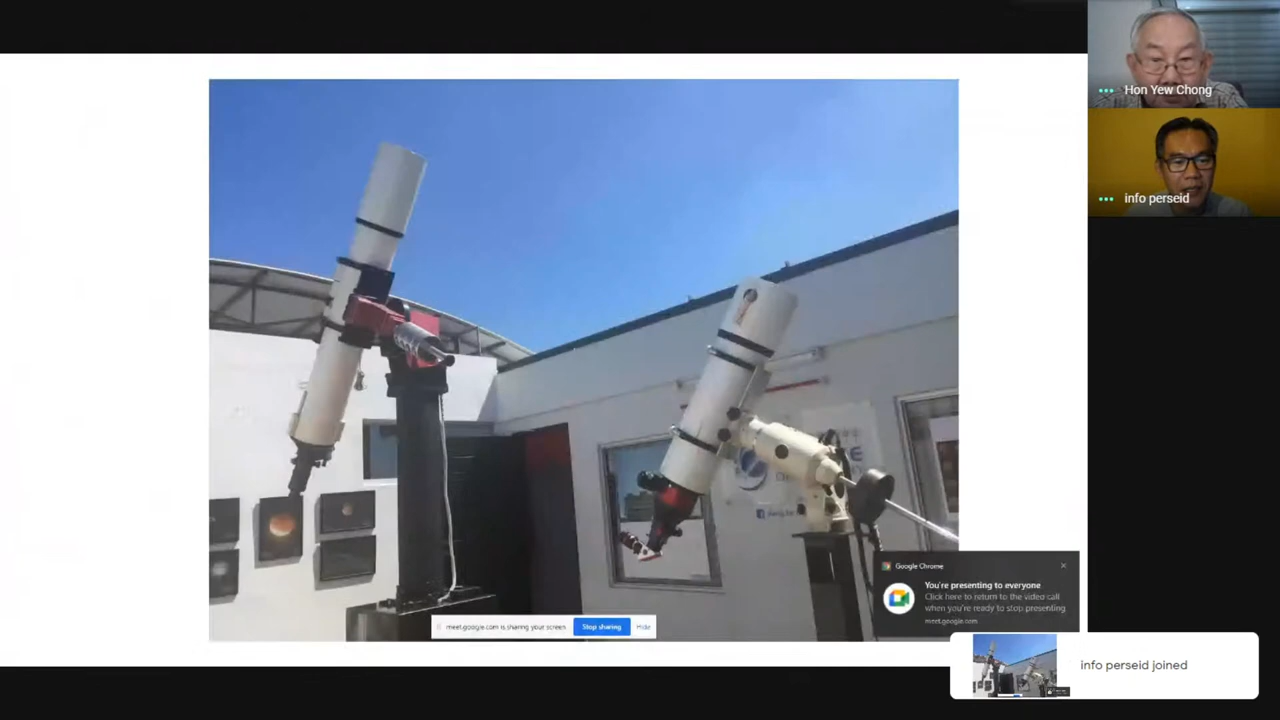 Hon Yew Chong
info perseid
Google Chrome
You're presenting to everyone
Click here to return to the video call
when you're ready to stop presenting
meet.google.com
meet.google.com is sharing your screen
Stop sharing
Hide
info perseid joined